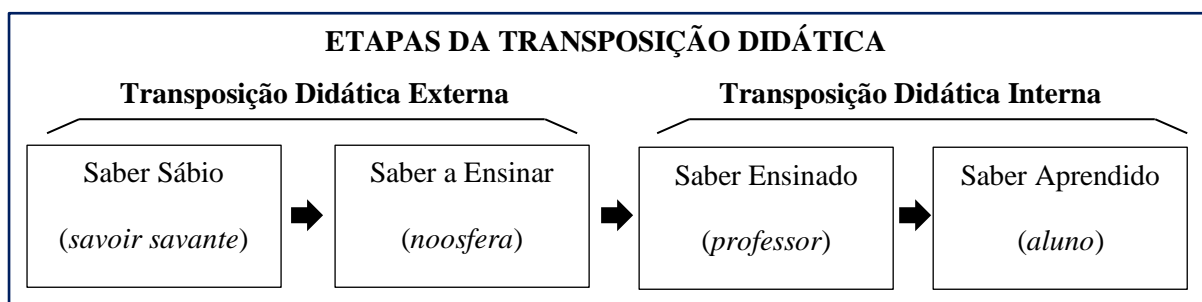 ETAPAS DA TRANSPOSIÇÃO DIDÁTICA
Transposição Didática Externa
Transposição Didática Interna
Saber Sábio
(savoir savante)
Saber a Ensinar
(noosfera)
Saber Ensinado
(professor)
Saber Aprendido
(aluno)